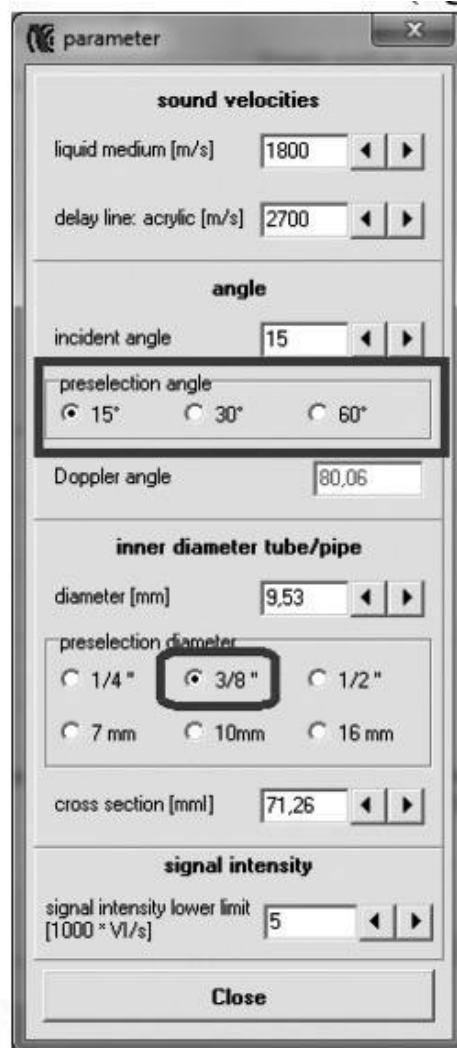 parameter
sound velocities
liquid medium [m/s] 1800
delay line: acrylic [m/s] 2700
angle
incident angle 15
preselection angle
15° 30° 60°
Doppler angle 80,06
inner diameter tube/pipe
diameter [mm] 9,53
preselection diameter
1/4 " 3/8 " 1/2 "
7 mm 10mm 16 mm
cross section [mml] 71,26
signal intensity
signal intensity lower limit
[1000 * VI/s] 5
Close